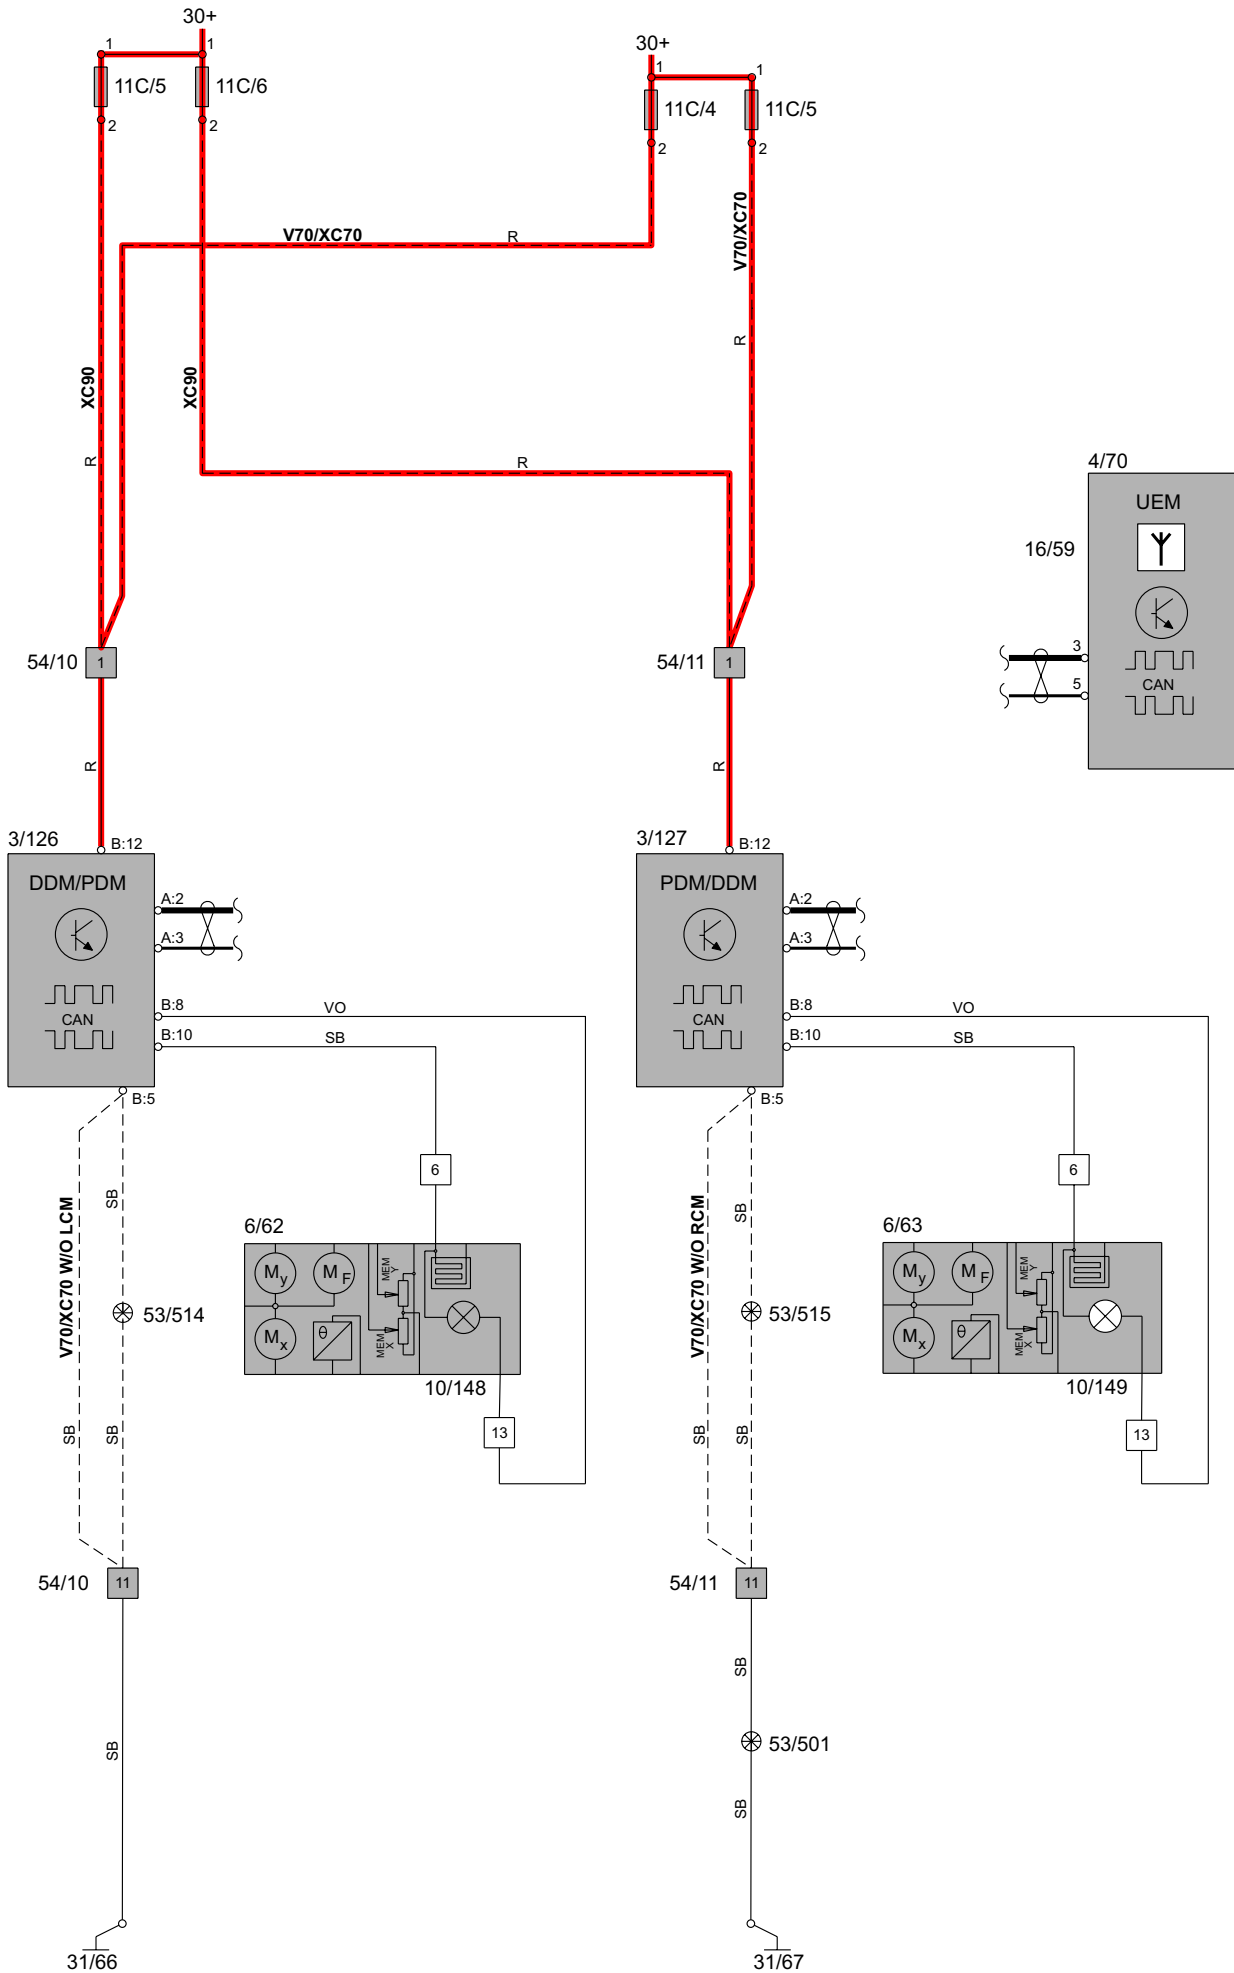 30+
1
1
11C/5
11C/6
2
2
30+
1
1
11C/4
11C/5
2
2
V70/XC70
R
V70/XC70
R
XC90
XC90
R
R
4/70
UEM
16/59
3
5
CAN
54/10
1
54/11
1
R
R
3/126
B:12
DDM/PDM
A:2
A:3
CAN
B:8
VO
B:10
SB
B:5
3/127
B:12
PDM/DDM
A:2
A:3
CAN
B:8
VO
B:10
SB
B:5
6
6
V70/XC70 W/O LCM
SB
V70/XC70 W/O RCM
SB
6/62
My
MF
MEM
Y
Mx
θ
MEM
X
10/148
53/514
6/63
My
MF
MEM
Y
Mx
θ
MEM
X
10/149
53/515
13
13
SB
SB
SB
SB
54/10
11
54/11
11
SB
SB
53/501
SB
31/66
31/67